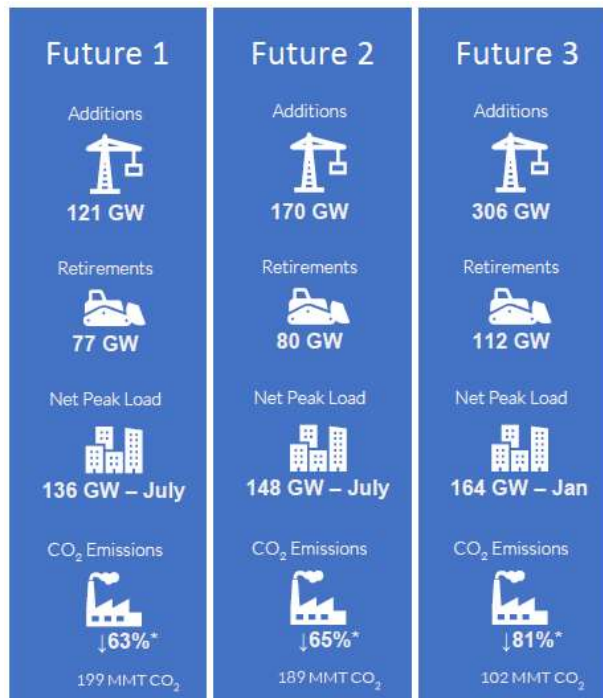 Future 1
Additions
121 GW
Retirements
77 GW
Net Peak Load
136 GW – July
CO₂ Emissions
↓63%*
199 MMT CO₂
Future 2
Additions
170 GW
Retirements
80 GW
Net Peak Load
148 GW – July
CO₂ Emissions
↓65%*
189 MMT CO₂
Future 3
Additions
306 GW
Retirements
112 GW
Net Peak Load
164 GW – Jan
CO₂ Emissions
↓81%*
102 MMT CO₂